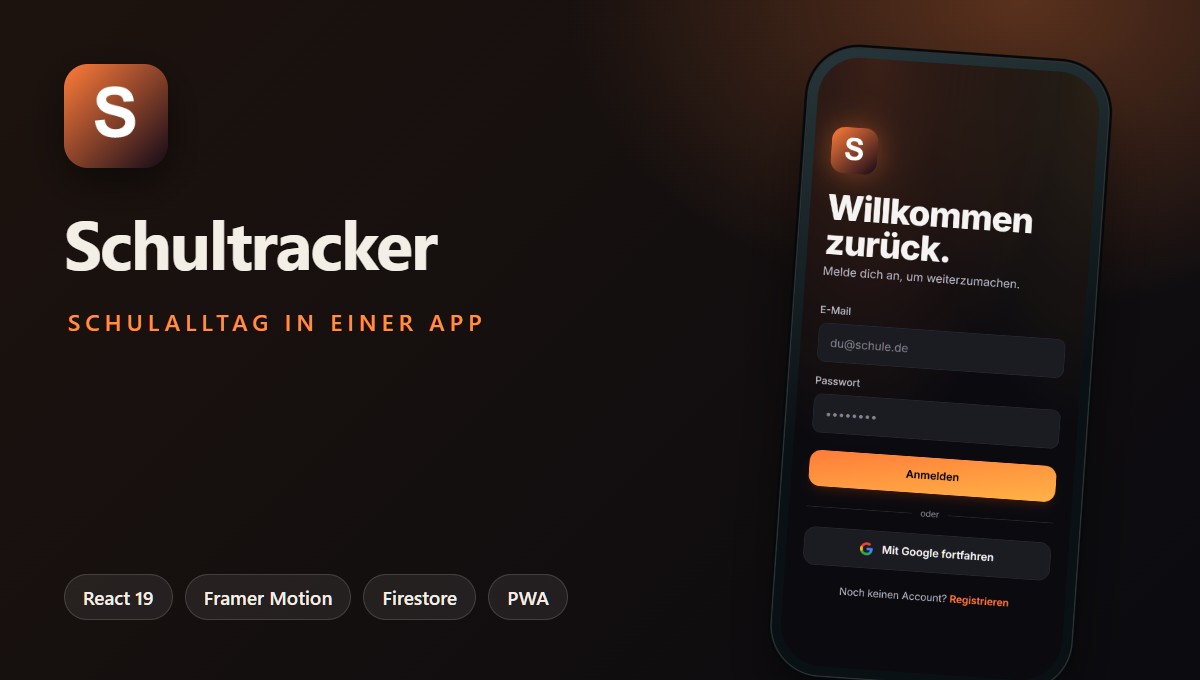 S
Schultracker
SCHULALLTAG IN EINER APP
React 19
Framer Motion
Firestore
PWA
S
Willkommen
zurück.
Melde dich an, um weiterzumachen.
E-Mail
du@schule.de
Passwort
••••••••
Anmelden
oder
Mit Google fortfahren
Noch keinen Account? Registrieren